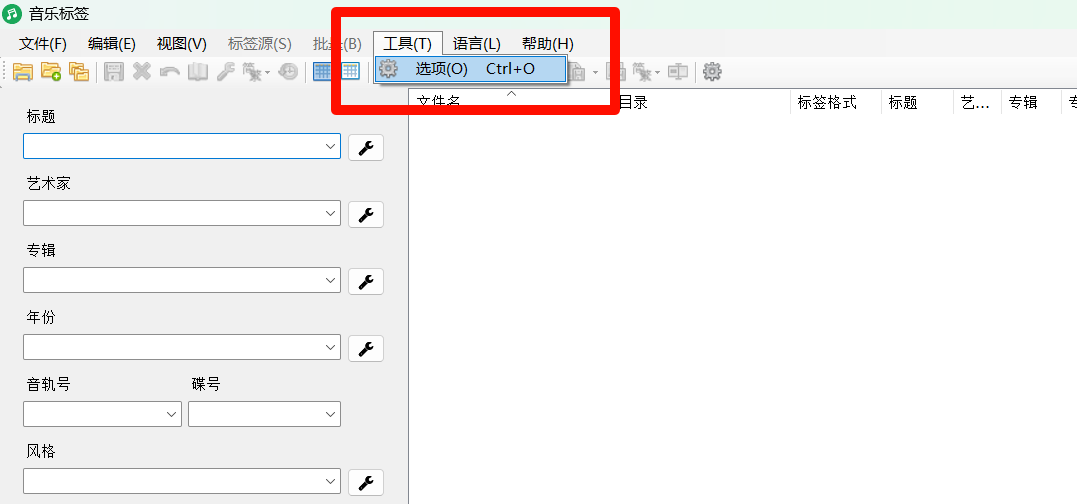 音乐标签
文件(F) 编辑(E) 视图(V) 标签源(S) (B) 工具(T) 语言(L) 帮助(H)
选项(O) Ctrl+O
文件名 目录 标签格式 标题 艺... 专辑
标题
艺术家
专辑
年份
音轨号 碟号
风格